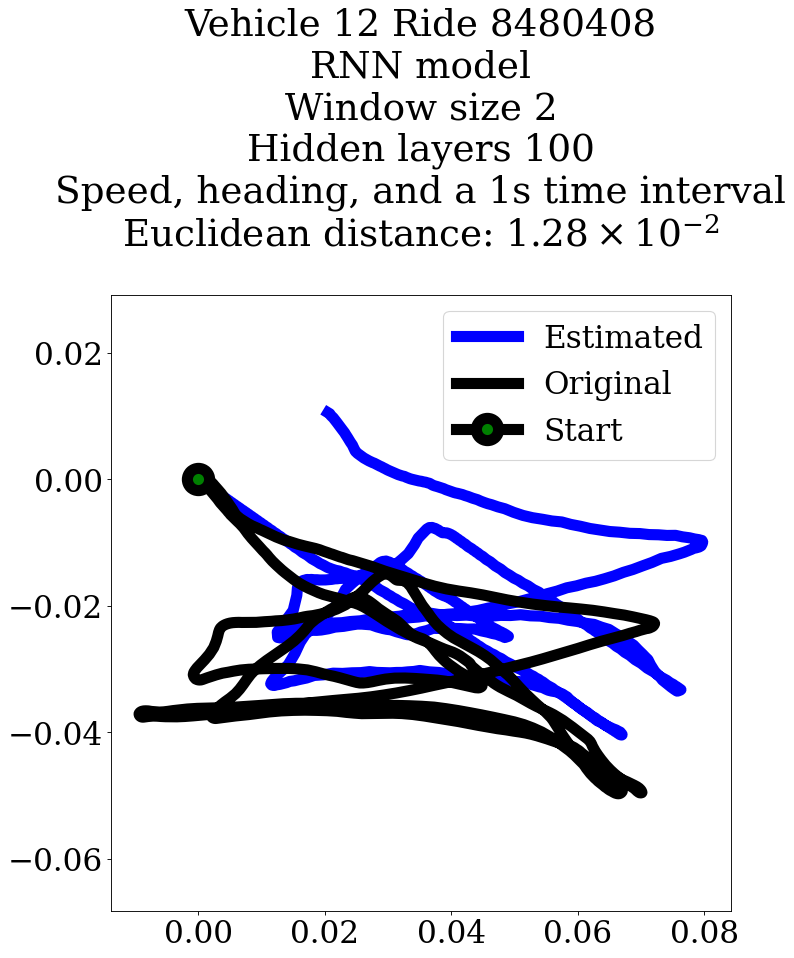 Vehicle 12 Ride 8480408
RNN model
Window size 2
Hidden layers 100
Speed, heading, and a 1s time interval
Euclidean distance: 1.28 × 10⁻²
Estimated
Original
Start
0.02
0.00
−0.02
−0.04
−0.06
0.00 0.02 0.04 0.06 0.08